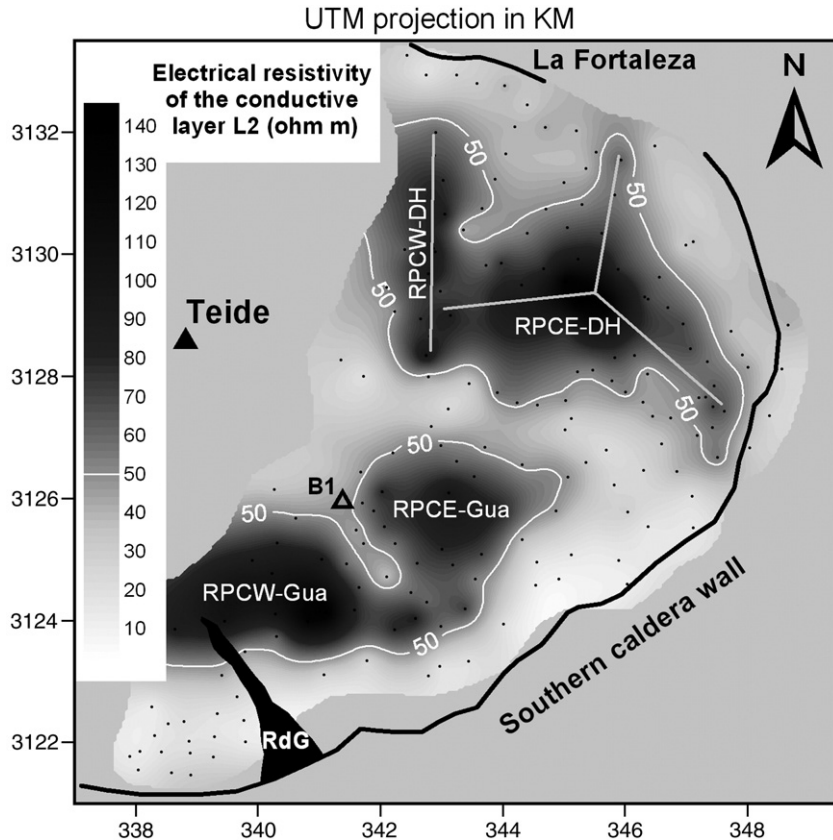 UTM projection in KM
La Fortaleza
N
Electrical resistivity
of the conductive
layer L2 (ohm m)
140
130
120
110
100
90
80
70
60
50
40
30
20
10
3132
3130
3128
3126
3124
3122
50
50
50
RPCW-DH
RPCE-DH
50
Teide
50
B1
50
RPCE-Gua
RPCW-Gua
50
Southern caldera wall
RdG
338
340
342
344
346
348